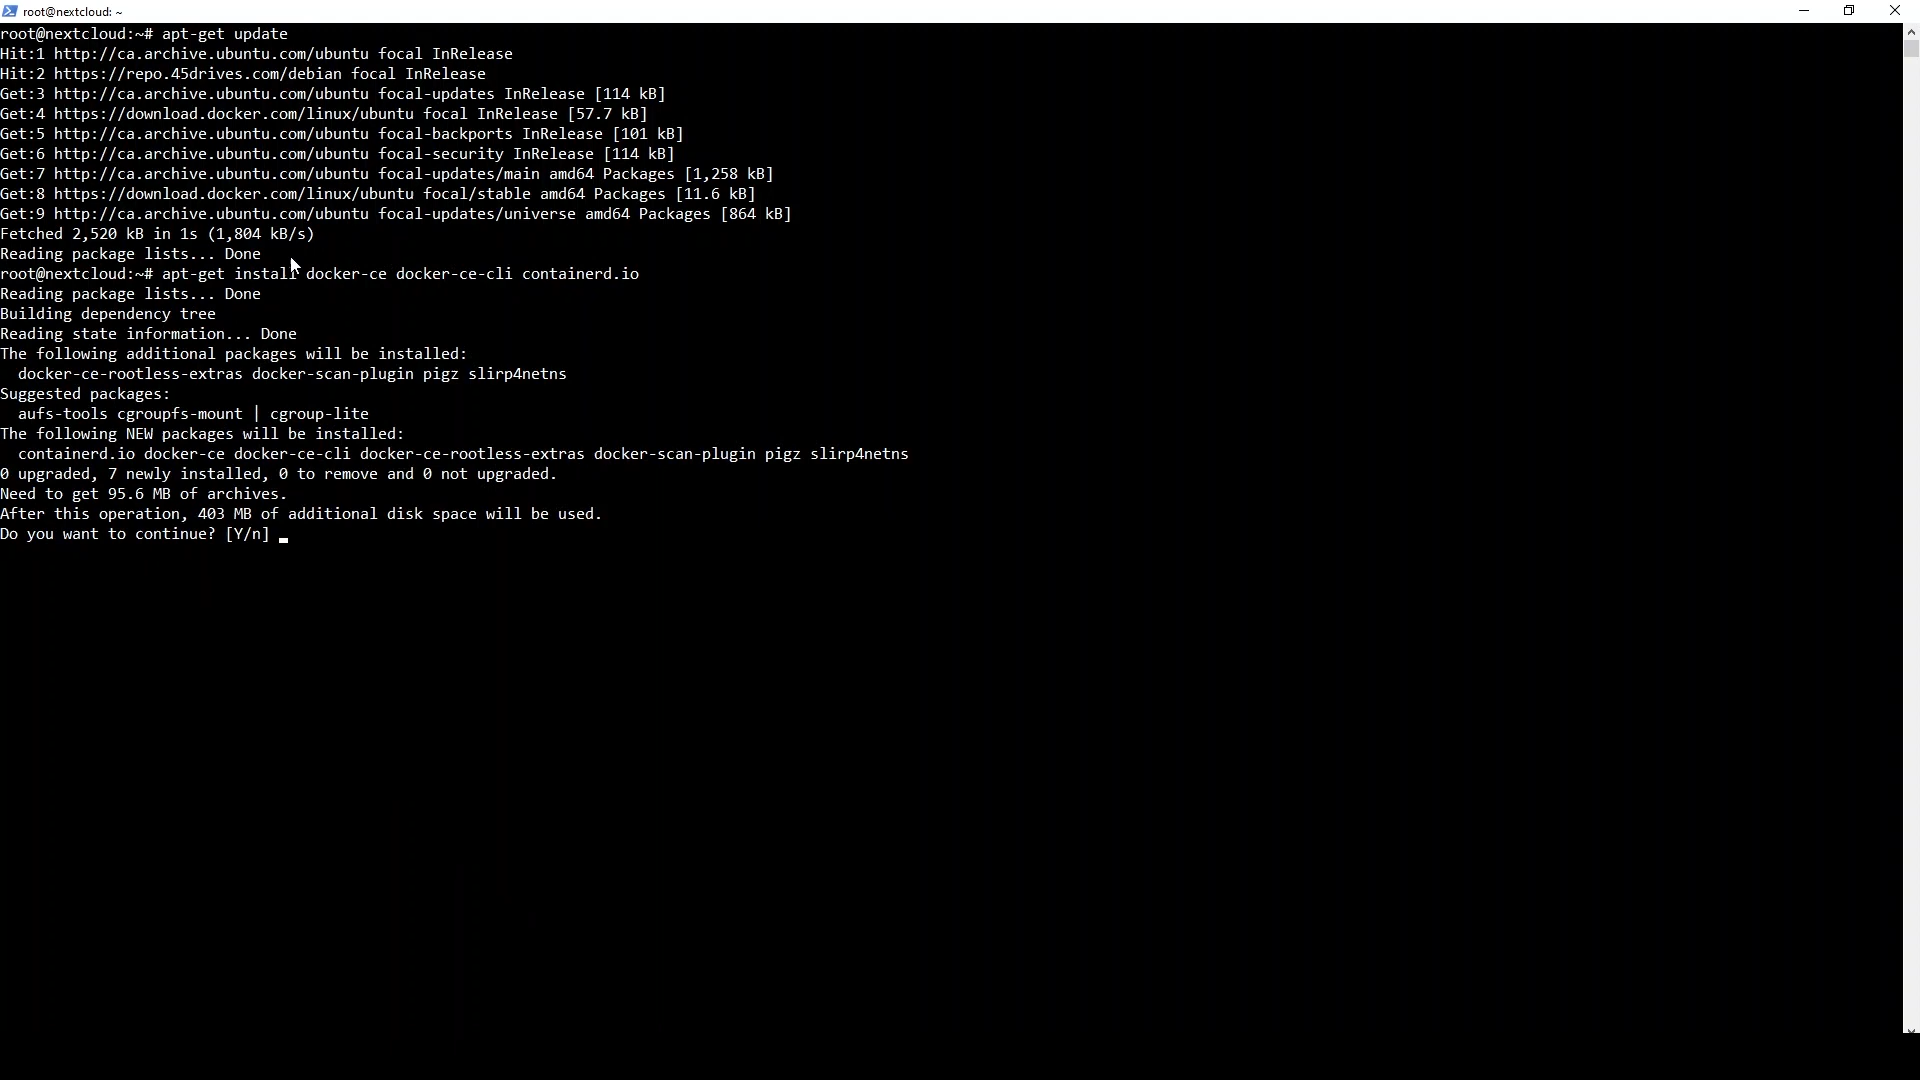 root@nextcloud: ~
root@nextcloud:~# apt-get update
Hit:1 http://ca.archive.ubuntu.com/ubuntu focal InRelease
Hit:2 https://repo.45drives.com/debian focal InRelease
Get:3 http://ca.archive.ubuntu.com/ubuntu focal-updates InRelease [114 kB]
Get:4 https://download.docker.com/linux/ubuntu focal InRelease [57.7 kB]
Get:5 http://ca.archive.ubuntu.com/ubuntu focal-backports InRelease [101 kB]
Get:6 http://ca.archive.ubuntu.com/ubuntu focal-security InRelease [114 kB]
Get:7 http://ca.archive.ubuntu.com/ubuntu focal-updates/main amd64 Packages [1,258 kB]
Get:8 https://download.docker.com/linux/ubuntu focal/stable amd64 Packages [11.6 kB]
Get:9 http://ca.archive.ubuntu.com/ubuntu focal-updates/universe amd64 Packages [864 kB]
Fetched 2,520 kB in 1s (1,804 kB/s)
Reading package lists... Done
root@nextcloud:~# apt-get install docker-ce docker-ce-cli containerd.io
Reading package lists... Done
Building dependency tree
Reading state information... Done
The following additional packages will be installed:
  docker-ce-rootless-extras docker-scan-plugin pigz slirp4netns
Suggested packages:
  aufs-tools cgroupfs-mount | cgroup-lite
The following NEW packages will be installed:
  containerd.io docker-ce docker-ce-cli docker-ce-rootless-extras docker-scan-plugin pigz slirp4netns
0 upgraded, 7 newly installed, 0 to remove and 0 not upgraded.
Need to get 95.6 MB of archives.
After this operation, 403 MB of additional disk space will be used.
Do you want to continue? [Y/n]